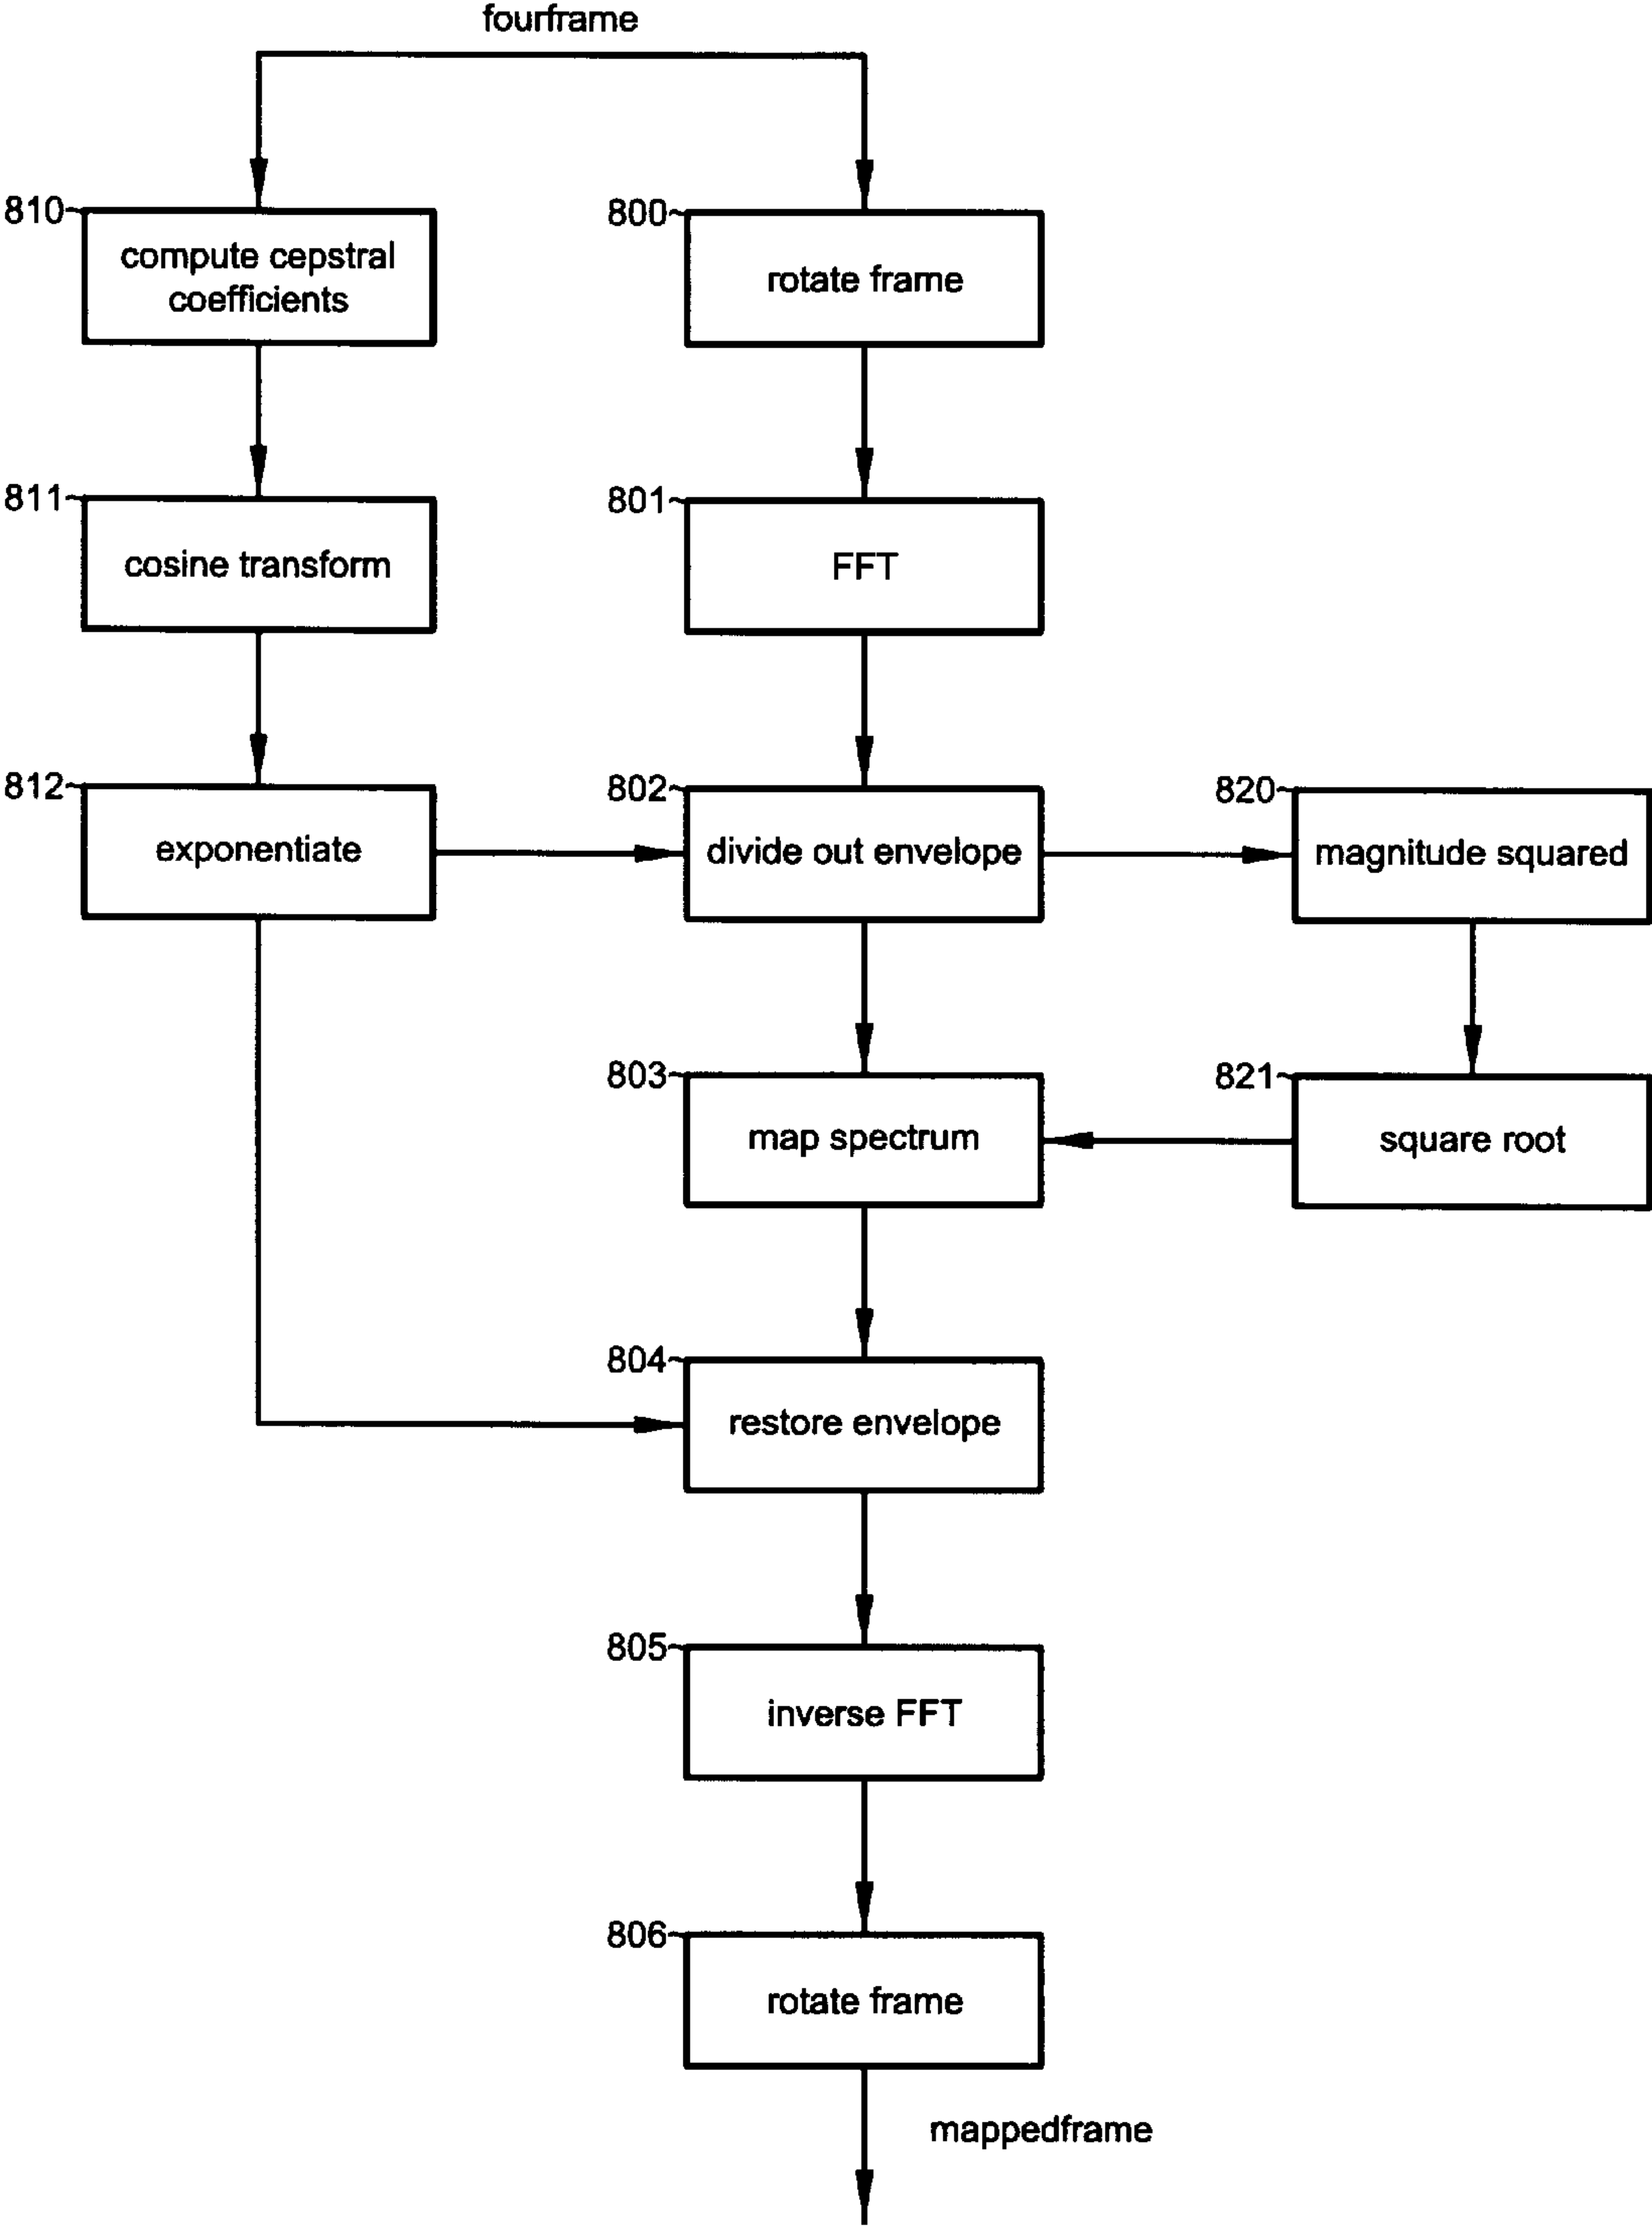 fourframe
810
compute cepstral
coefficients
800
rotate frame
811
cosine transform
801
FFT
812
exponentiate
802
divide out envelope
820
magnitude squared
803
map spectrum
821
square root
804
restore envelope
805
inverse FFT
806
rotate frame
mappedframe